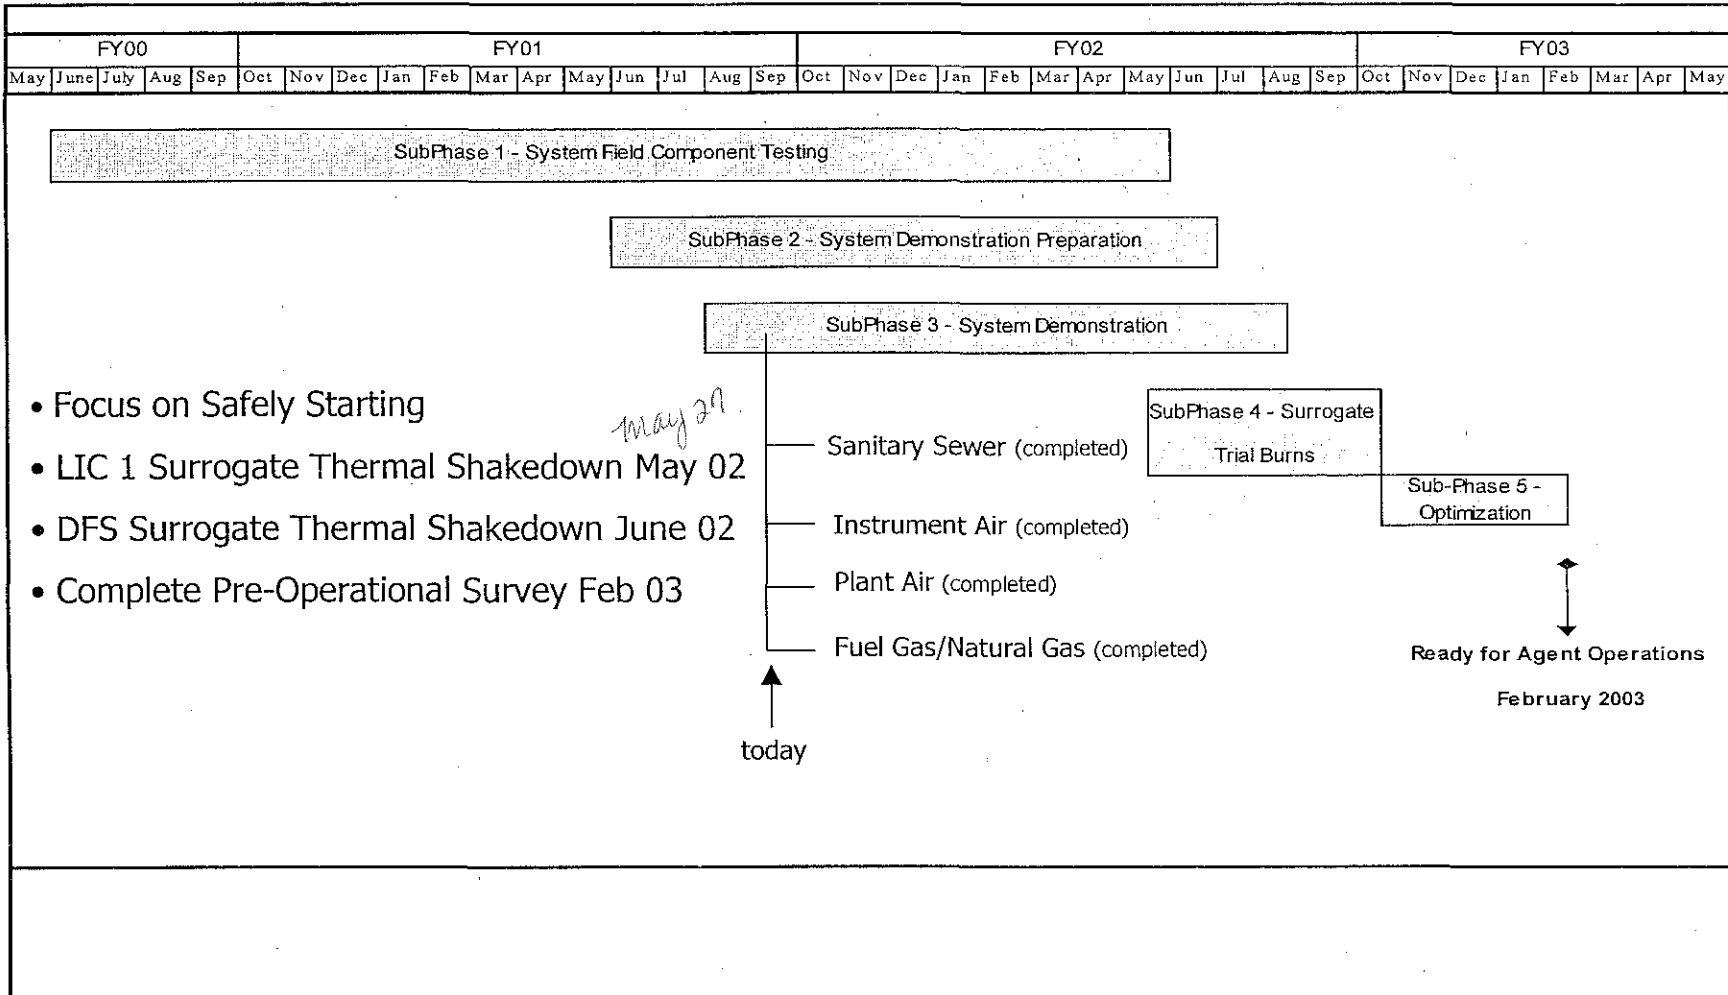 FY00 FY01 FY02 FY03
May June July Aug Sep Oct Nov Dec Jan Feb Mar Apr May Jun Jul Aug Sep Oct Nov Dec Jan Feb Mar Apr May Jun Jul Aug Sep Oct Nov Dec Jan Feb Mar Apr May
SubPhase 1 - System Field Component Testing
SubPhase 2 - System Demonstration Preparation
SubPhase 3 - System Demonstration
• Focus on Safely Starting
May 27.
• LIC 1 Surrogate Thermal Shakedown May 02
• DFS Surrogate Thermal Shakedown June 02
• Complete Pre-Operational Survey Feb 03
Sanitary Sewer (completed)
Instrument Air (completed)
Plant Air (completed)
Fuel Gas/Natural Gas (completed)
today
SubPhase 4 - Surrogate
Trial Burns
Sub-Phase 5 -
Optimization
Ready for Agent Operations
February 2003